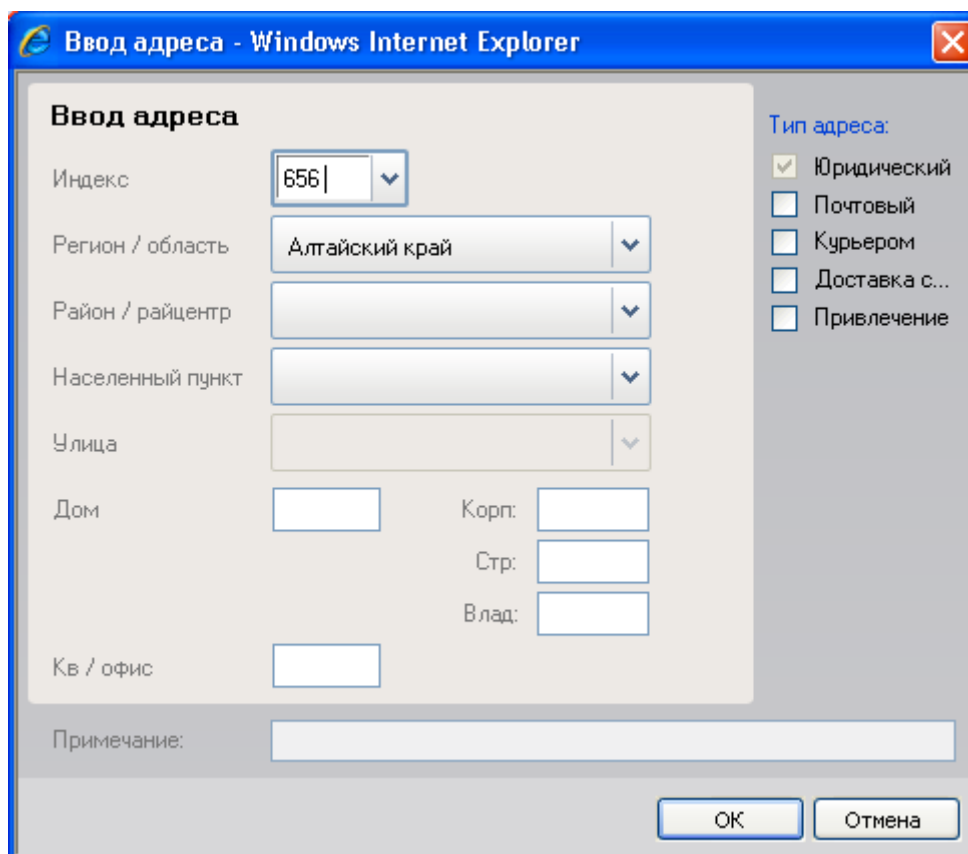 Ввод адреса - Windows Internet Explorer
Ввод адреса
Тип адреса:
Индекс 656
Юридический
Почтовый
Регион / область Алтайский край
Курьером
Доставка с...
Район / райцентр
Привлечение
Населенный пункт
Улица
Дом Корп:
Стр:
Влад:
Кв / офис
Примечание:
ОК Отмена